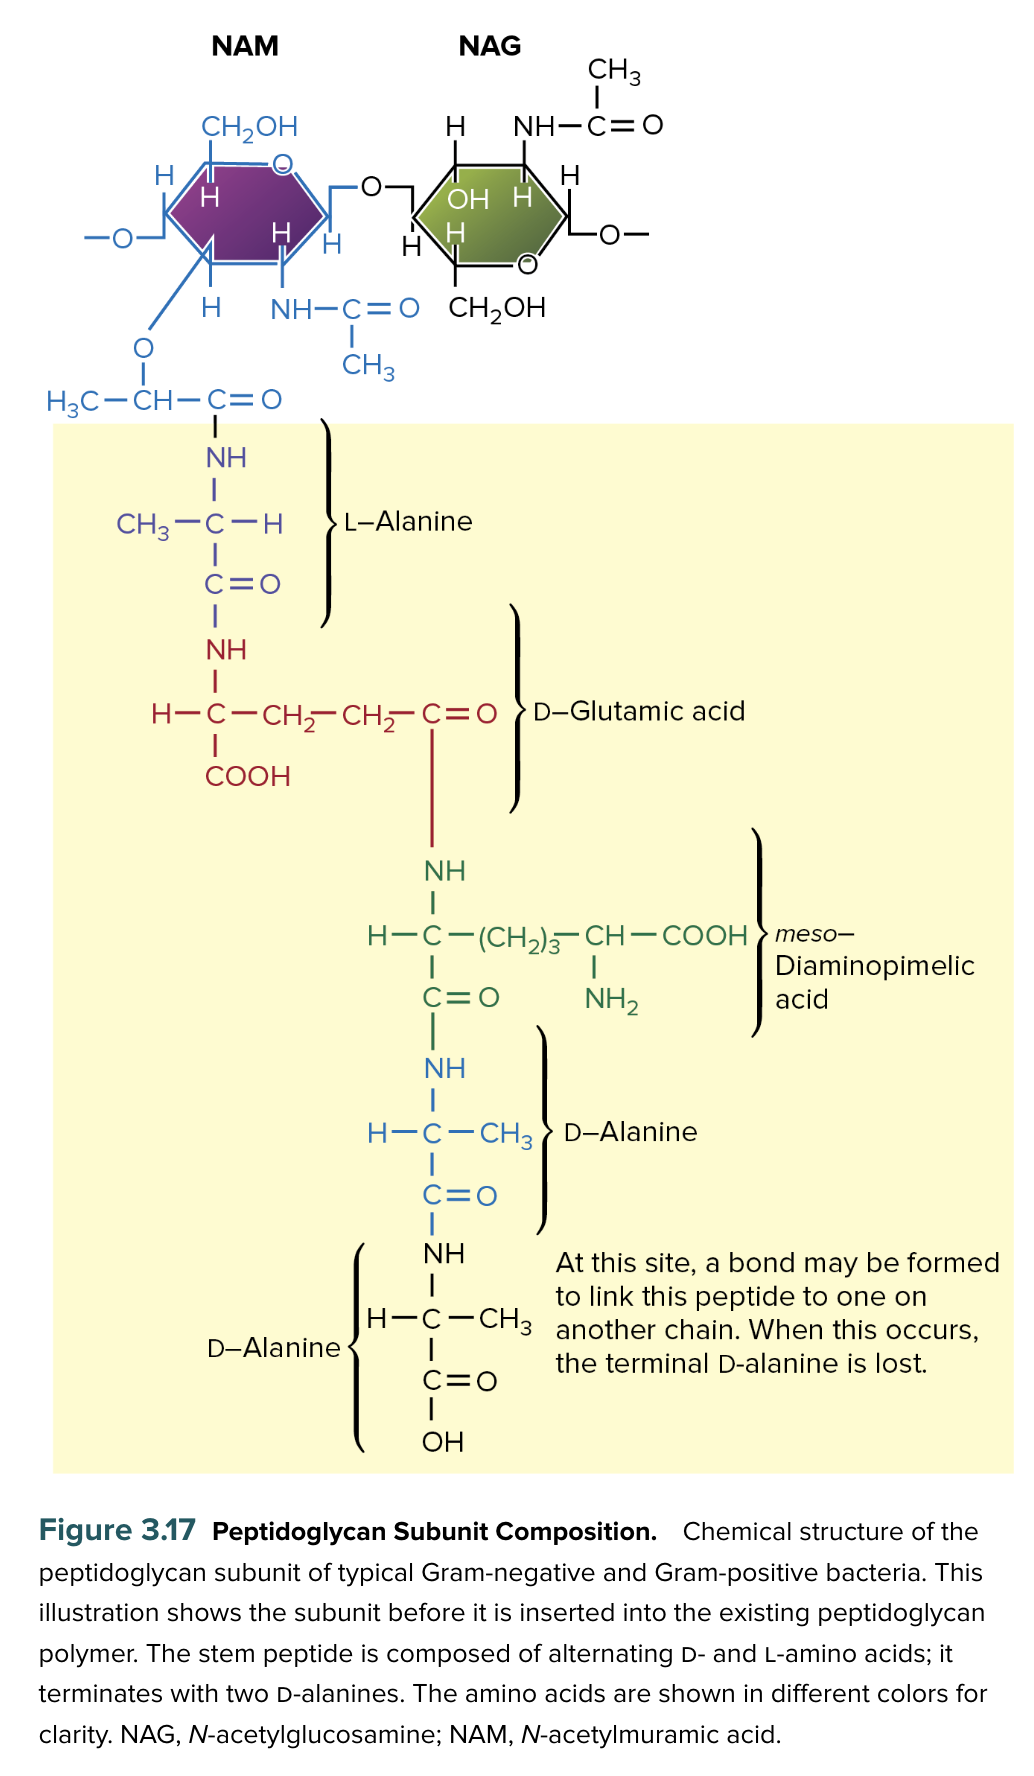 NAM NAG
CH₃
CH₂OH H NH—C=O
H O O H
H OH H
H H
—O H H O—
H NH—C=O CH₂OH
O CH₃
H₃C—CH—C=O
NH
CH₃—C—H L–Alanine
C=O
NH
H—C—CH₂—CH₂—C=O D–Glutamic acid
COOH
NH
H—C—(CH₂)₃—CH—COOH meso–
Diaminopimelic
C=O NH₂ acid
NH
H—C—CH₃ D–Alanine
C=O
NH At this site, a bond may be formed
to link this peptide to one on
H—C—CH₃ another chain. When this occurs,
D–Alanine the terminal D-alanine is lost.
C=O
OH
Figure 3.17 Peptidoglycan Subunit Composition. Chemical structure of the
peptidoglycan subunit of typical Gram-negative and Gram-positive bacteria. This
illustration shows the subunit before it is inserted into the existing peptidoglycan
polymer. The stem peptide is composed of alternating D- and L-amino acids; it
terminates with two D-alanines. The amino acids are shown in different colors for
clarity. NAG, N-acetylglucosamine; NAM, N-acetylmuramic acid.